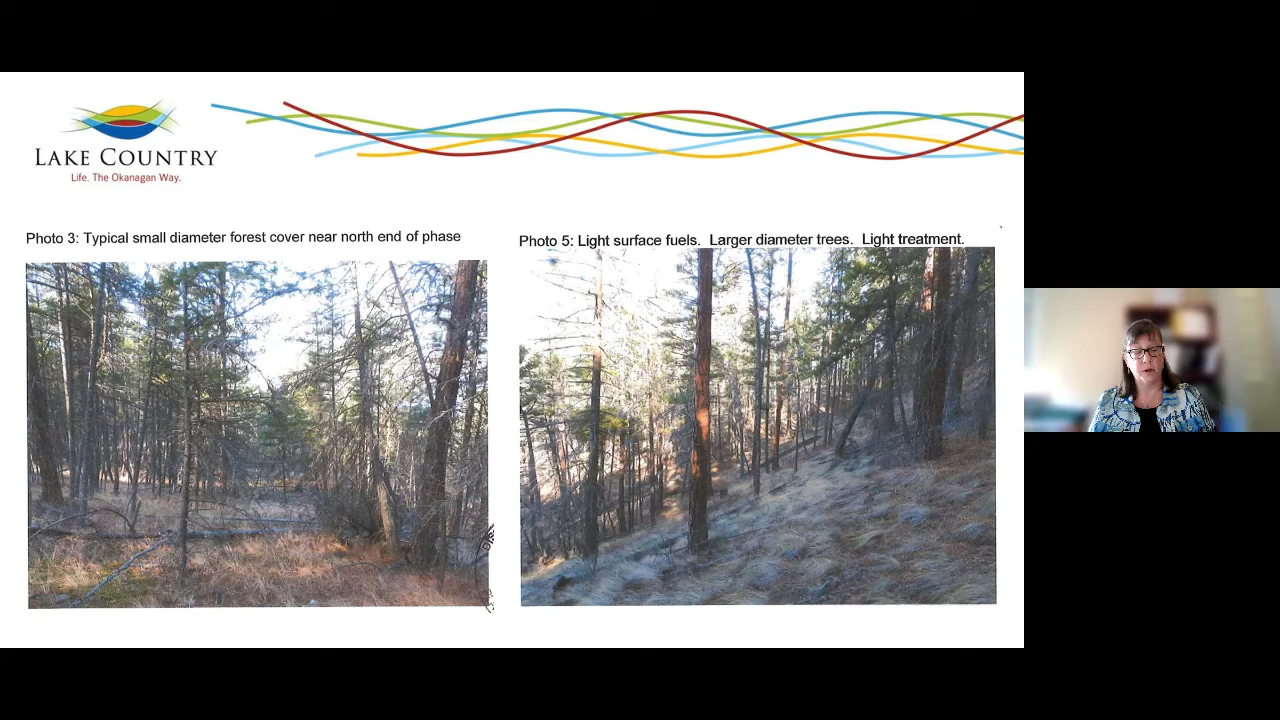 LAKE COUNTRY
Life. The Okanagan Way.
Photo 3: Typical small diameter forest cover near north end of phase
Photo 5: Light surface fuels. Larger diameter trees. Light treatment.